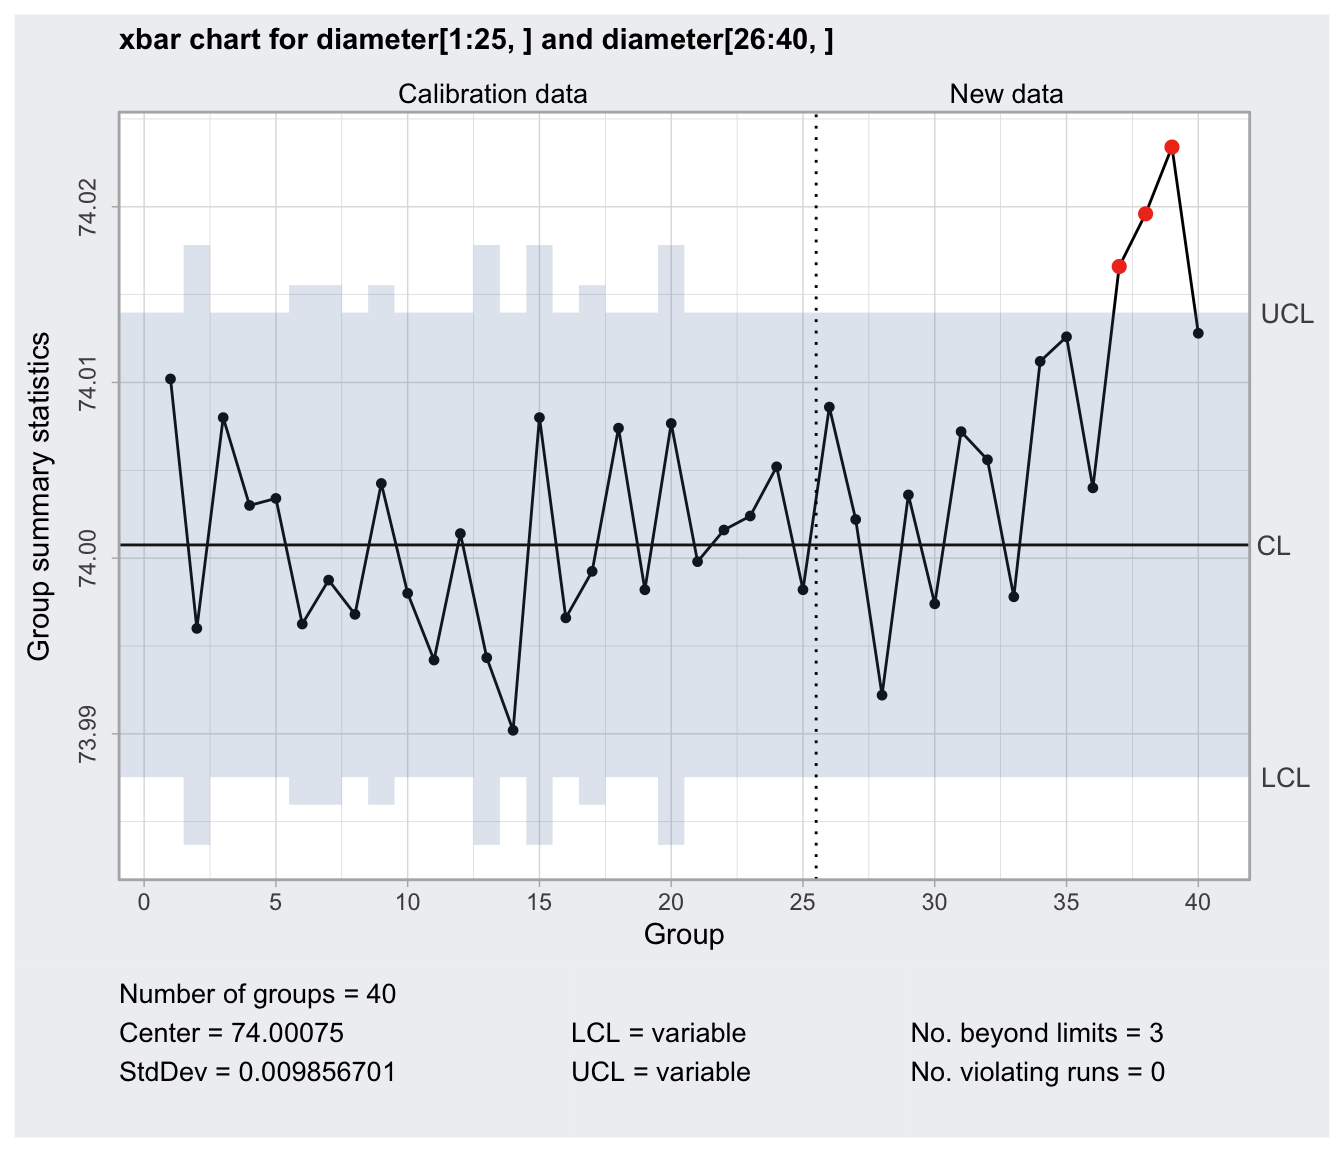 xbar chart for diameter[1:25, ] and diameter[26:40, ]
Calibration data
New data
Group summary statistics
74.02
74.01
74.00
73.99
UCL
CL
LCL
0 5 10 15 20 25 30 35 40
Group
Number of groups = 40
Center = 74.00075 LCL = variable No. beyond limits = 3
StdDev = 0.009856701 UCL = variable No. violating runs = 0